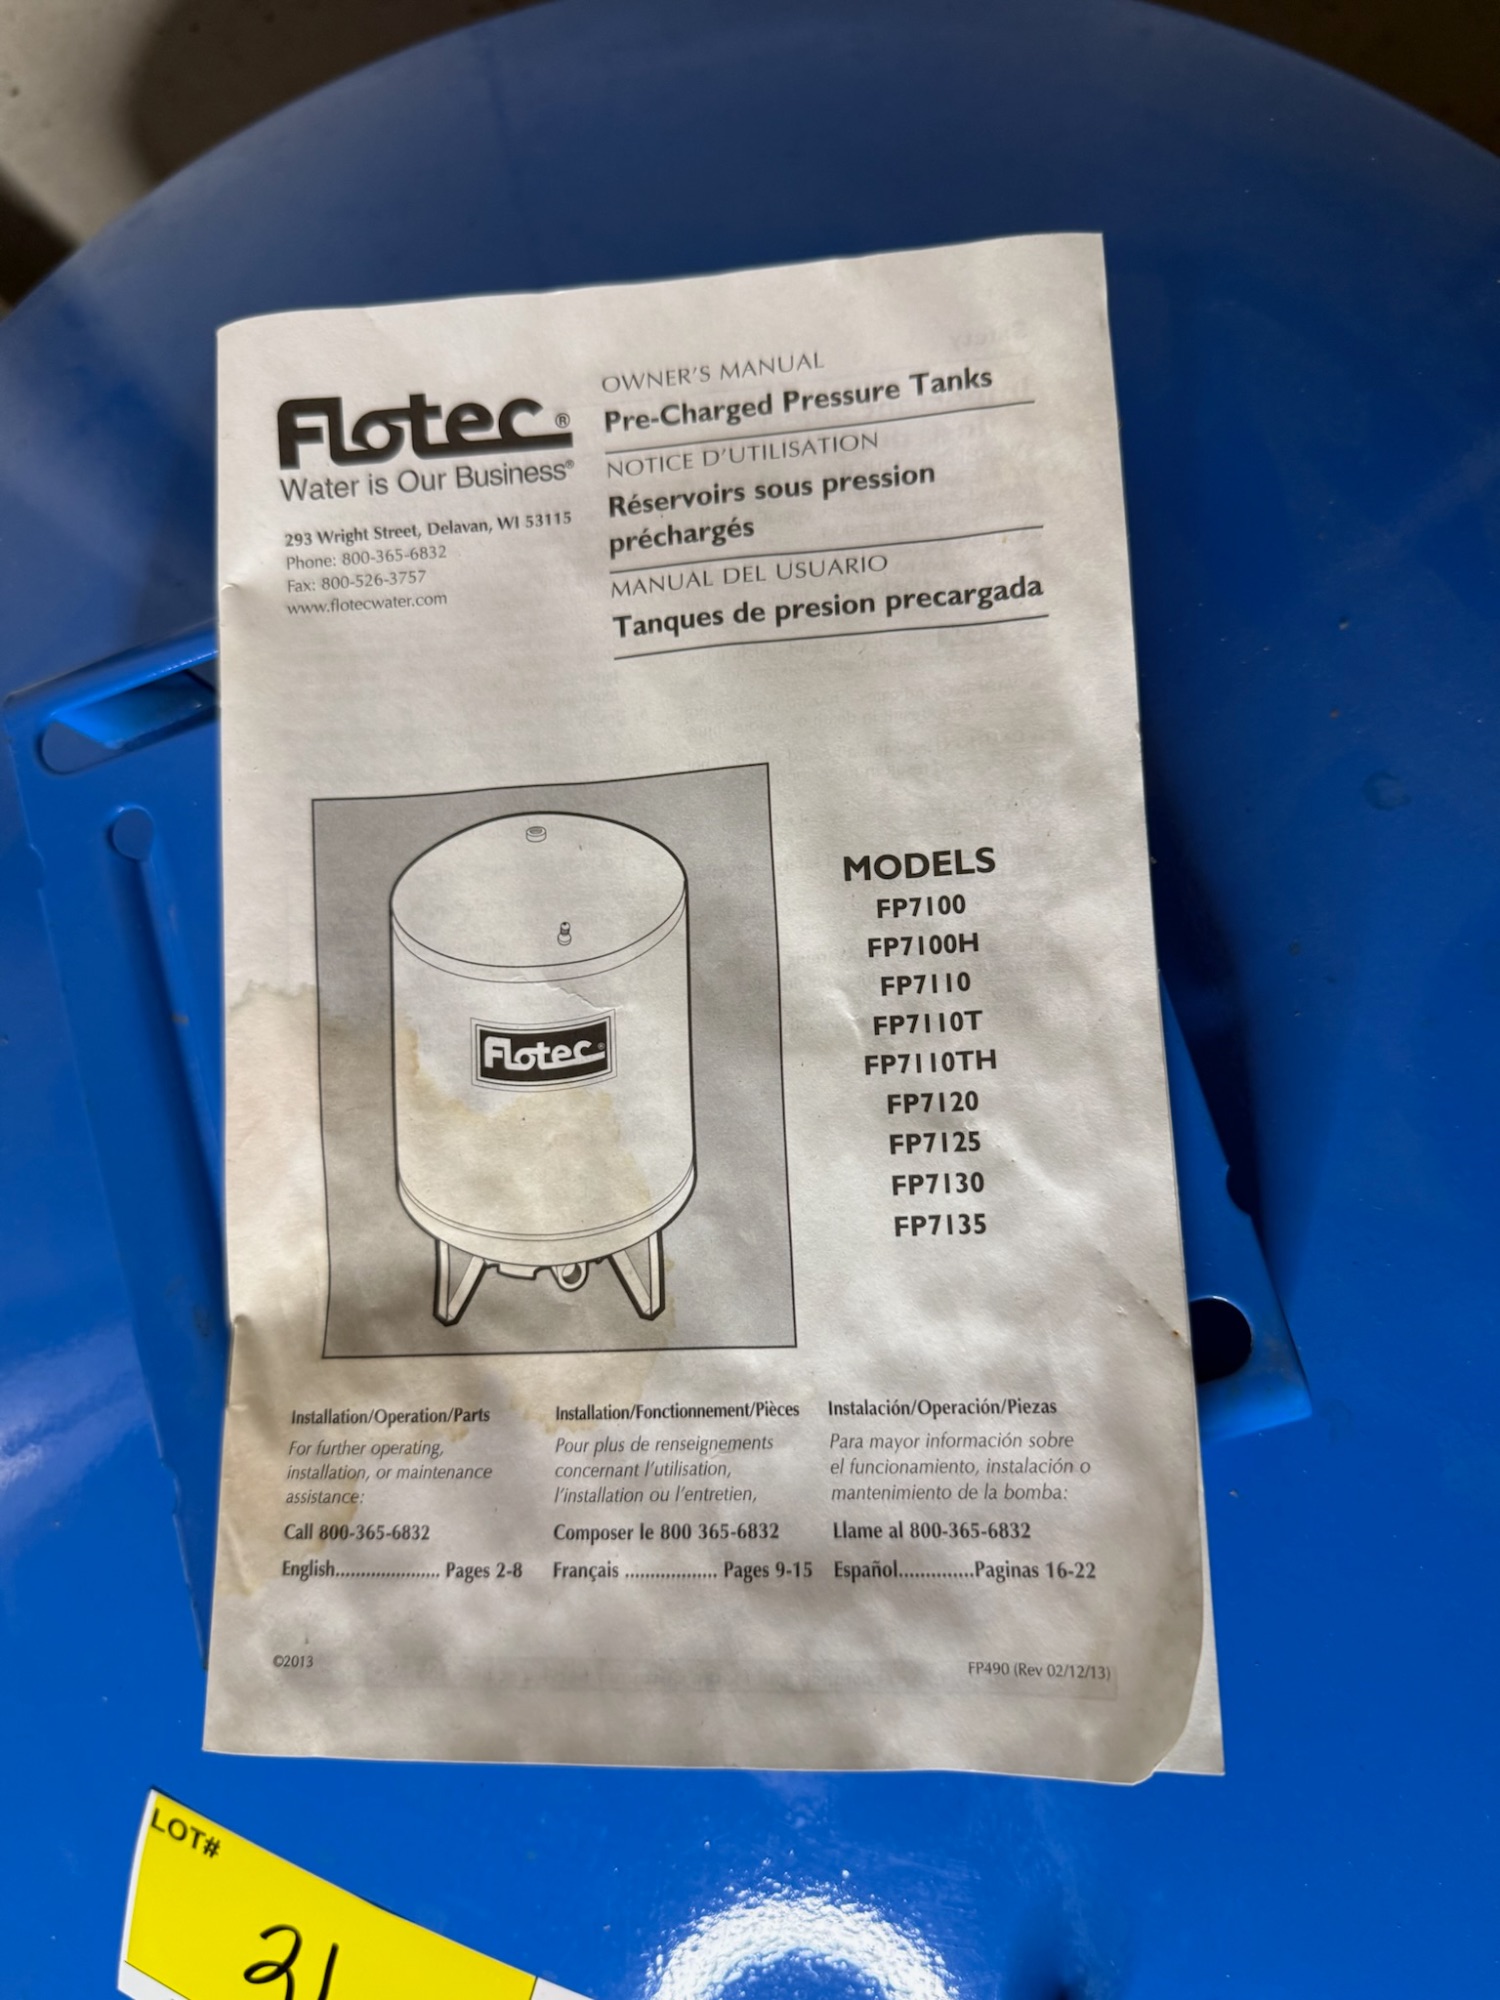 Flotec®
Water is Our Business®
293 Wright Street, Delavan, WI 53115
Phone: 800-365-6832
Fax: 800-526-3757
www.flotecwater.com
OWNER'S MANUAL
Pre-Charged Pressure Tanks
NOTICE D'UTILISATION
Réservoirs sous pression
préchargés
MANUAL DEL USUARIO
Tanques de presion precargada
Flotec®
MODELS
FP7100
FP7100H
FP7110
FP7110T
FP7110TH
FP7120
FP7125
FP7130
FP7135
Installation/Operation/Parts
For further operating,
installation, or maintenance
assistance:
Call 800-365-6832
English..................... Pages 2-8
Installation/Fonctionnement/Pièces
Pour plus de renseignements
concernant l'utilisation,
l'installation ou l'entretien,
Composer le 800 365-6832
Français .................. Pages 9-15
Instalación/Operación/Piezas
Para mayor información sobre
el funcionamiento, instalación o
mantenimiento de la bomba:
Llame al 800-365-6832
Español..............Paginas 16-22
©2013
FP490 (Rev 02/12/13)
LOT#
21